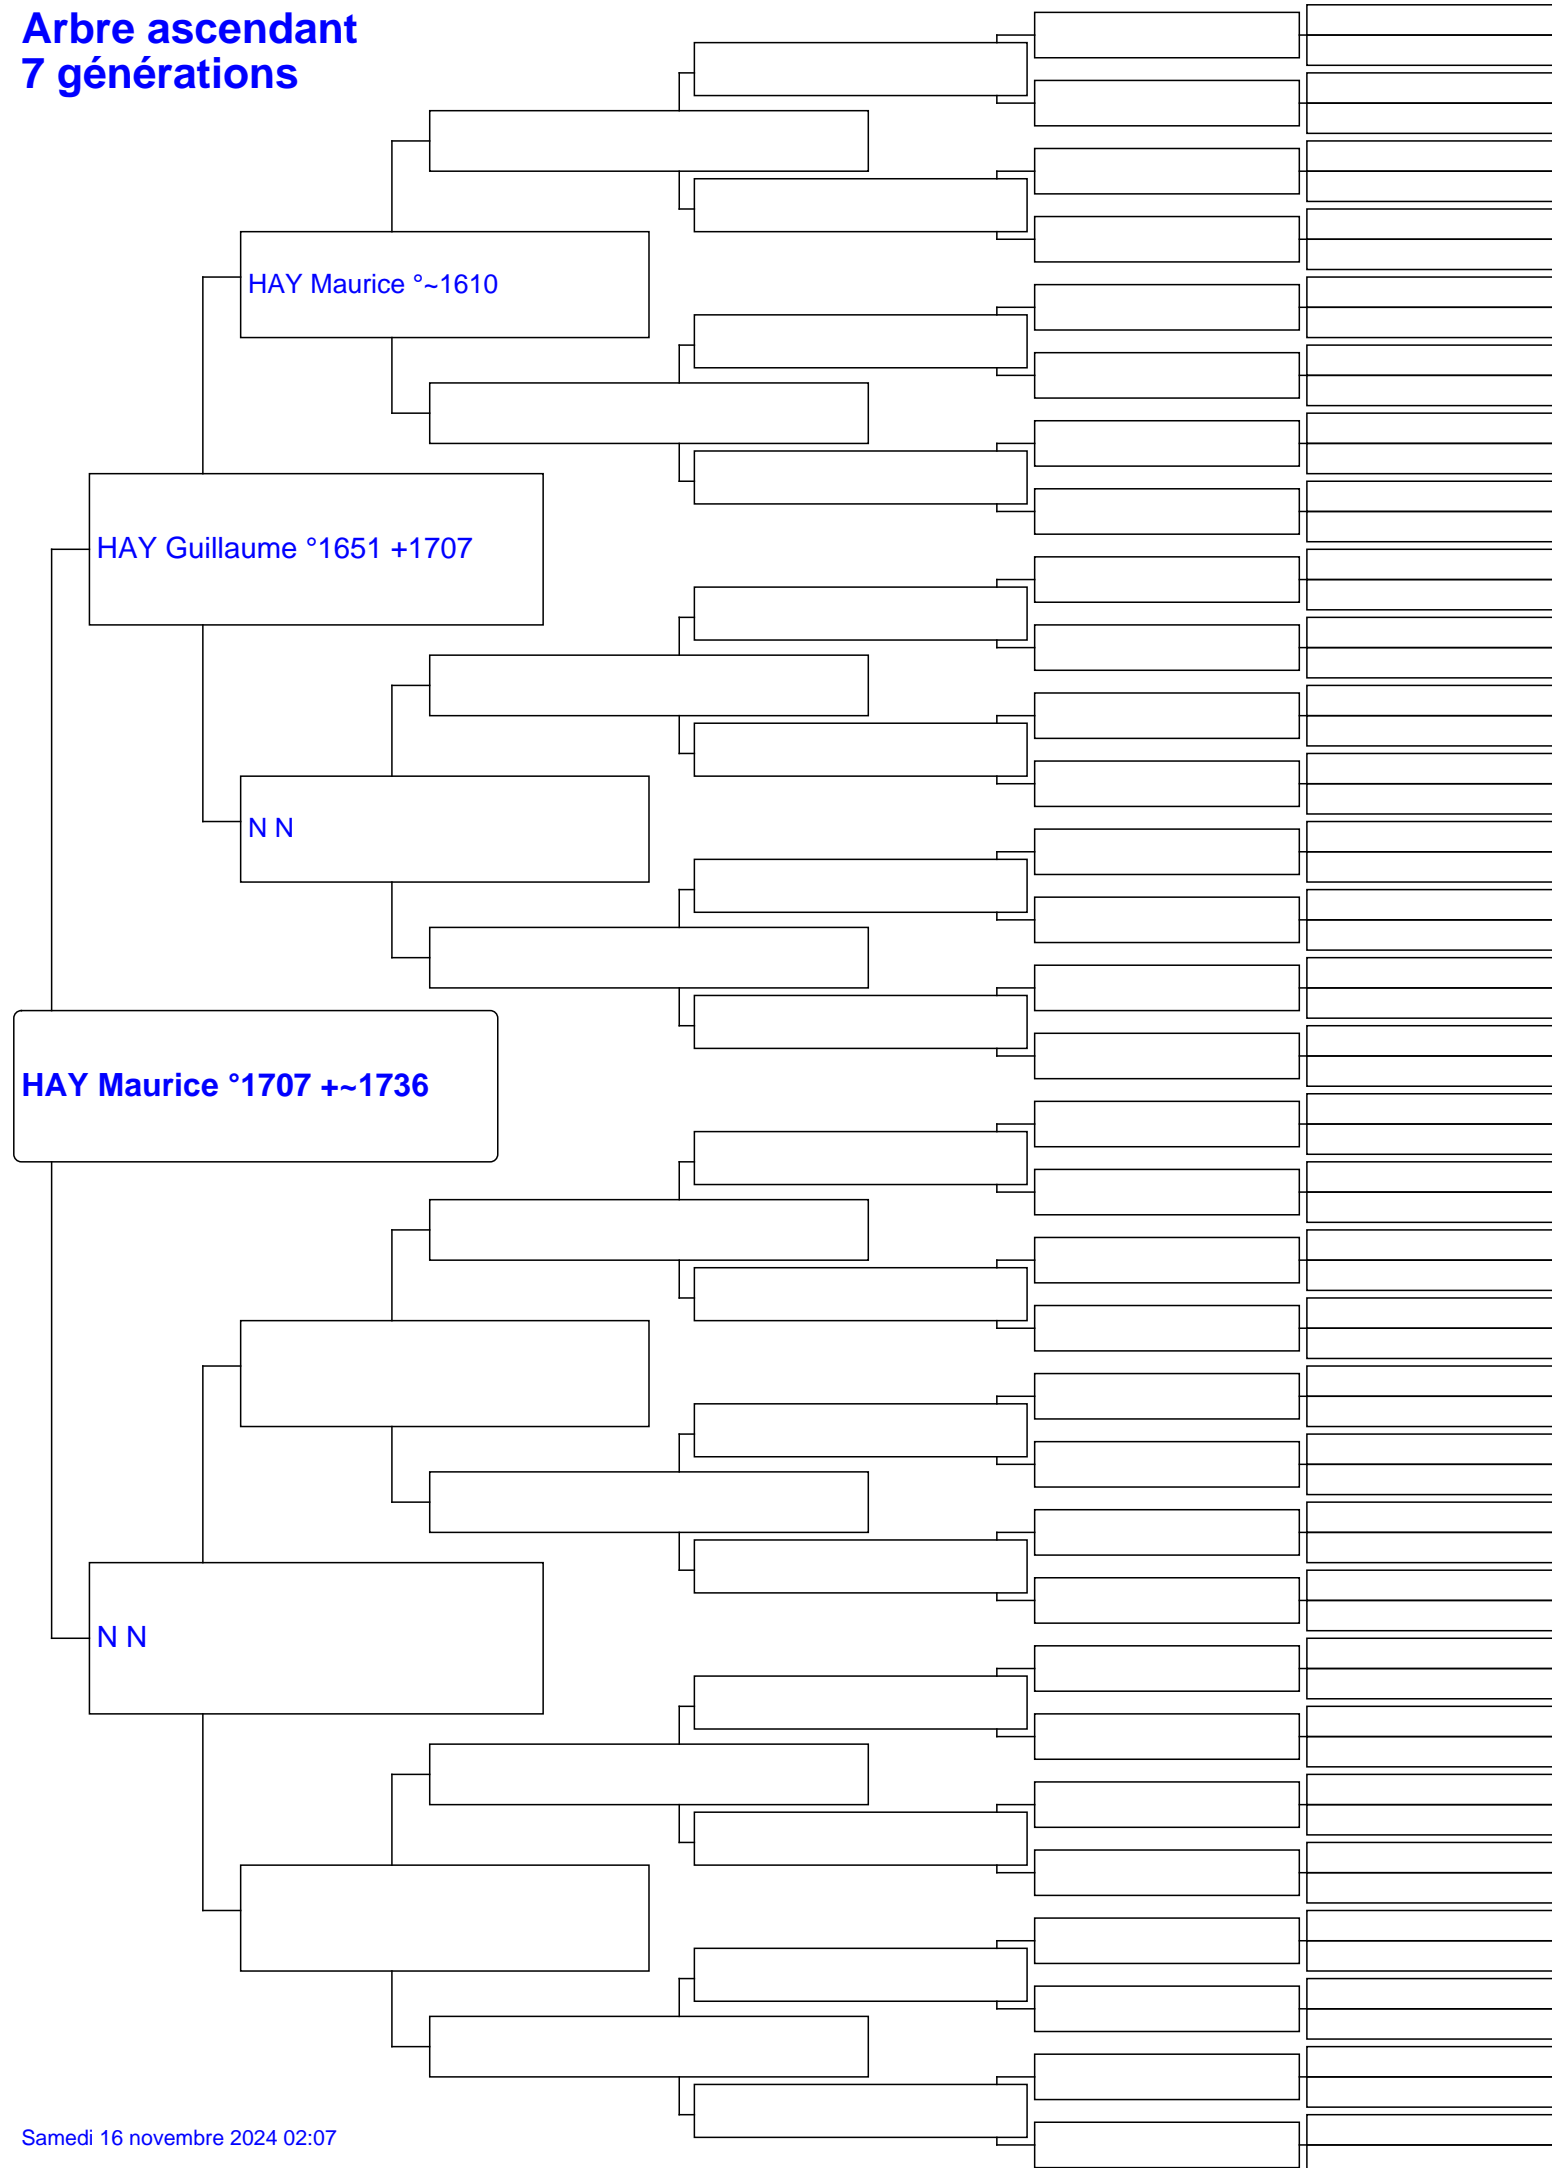 Arbre ascendant
7 générations
HAY Maurice °~1610
HAY Guillaume °1651 +1707
N N
HAY Maurice °1707 +~1736
N N
Samedi 16 novembre 2024 02:07